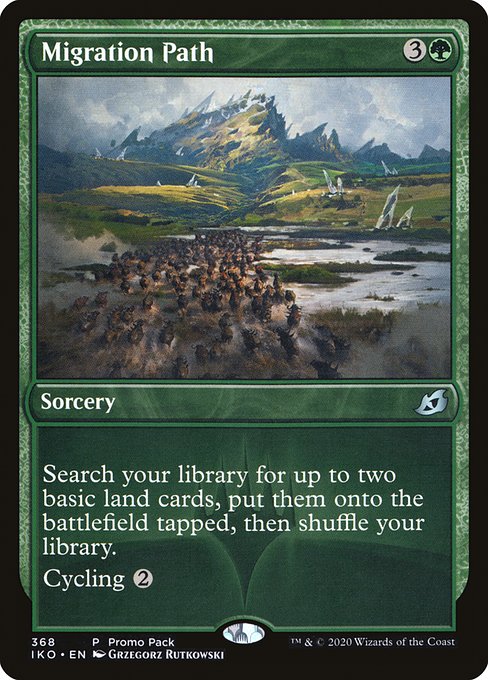 Migration Path 3
Sorcery
Search your library for up to two
basic land cards, put them onto the
battlefield tapped, then shuffle your
library.
Cycling 2
368 P Promo Pack
IKO • EN Grzegorz Rutkowski
™ & © 2020 Wizards of the Coast